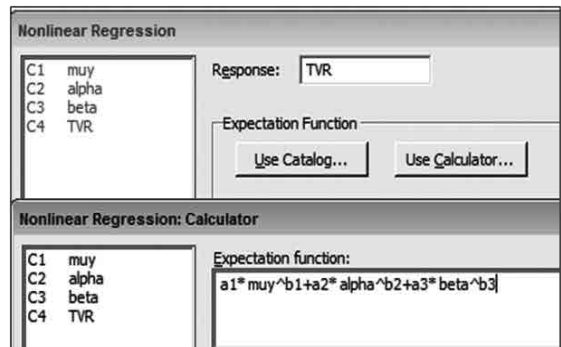 Nonlinear Regression
C1 muy
C2 alpha
C3 beta
C4 TVR
Response: TVR
Expectation Function
Use Catalog...
Use Calculator...
Nonlinear Regression: Calculator
C1 muy
C2 alpha
C3 beta
C4 TVR
Expectation function:
a1* muy^b1+a2* alpha^b2+a3* beta^b3